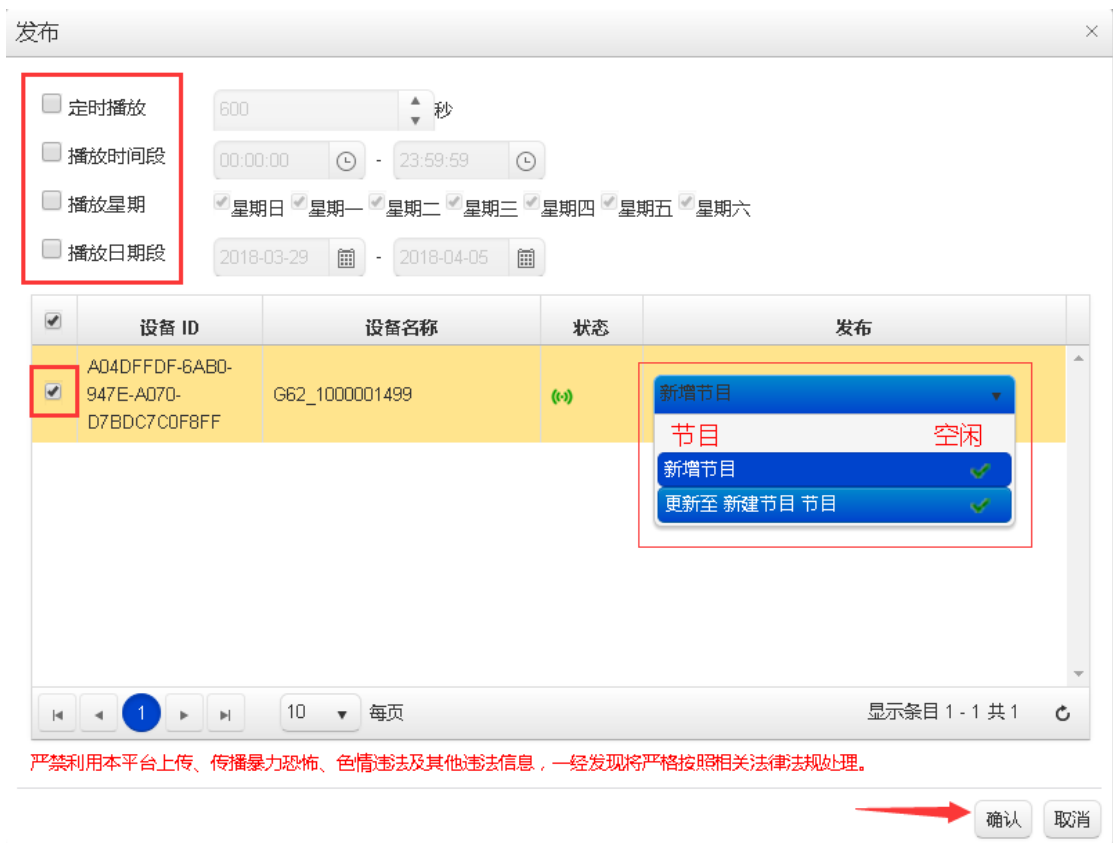 发布
定时播放 600 秒
播放时间段 00:00:00 - 23:59:59
播放星期 星期日 星期一 星期二 星期三 星期四 星期五 星期六
播放日期段 2018-03-29 - 2018-04-05
设备 ID 设备名称 状态 发布
A04DFFDF-6AB0-
947E-A070-
D7BDC7C0F8FF
G62_1000001499
新增节目
节目 空闲
新增节目
更新至 新建节目 节目
1 10 每页 显示条目 1 - 1 共 1
严禁利用本平台上传、传播暴力恐怖、色情违法及其他违法信息，一经发现将严格按照相关法律法规处理。
确认 取消